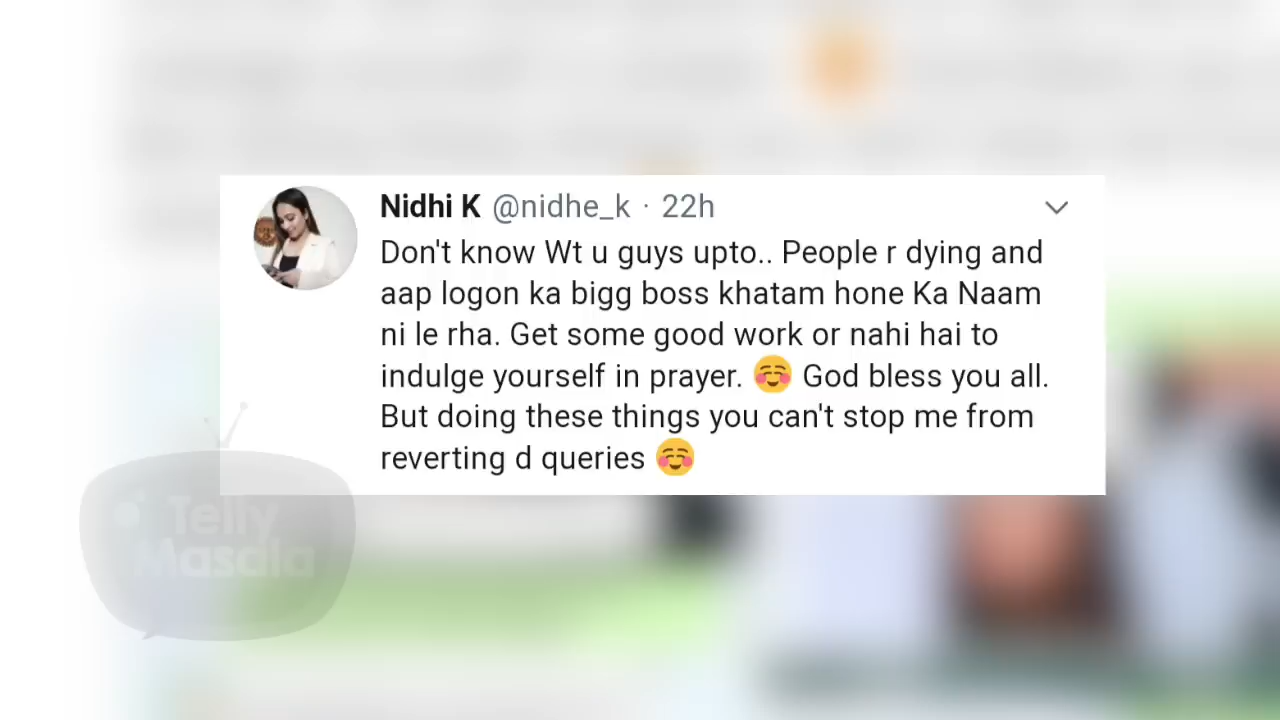 Nidhi K @nidhe_k · 22h
Don't know Wt u guys upto.. People r dying and
aap logon ka bigg boss khatam hone Ka Naam
ni le rha. Get some good work or nahi hai to
indulge yourself in prayer. ☺️ God bless you all.
But doing these things you can't stop me from
reverting d queries ☺️
Telly
Masala